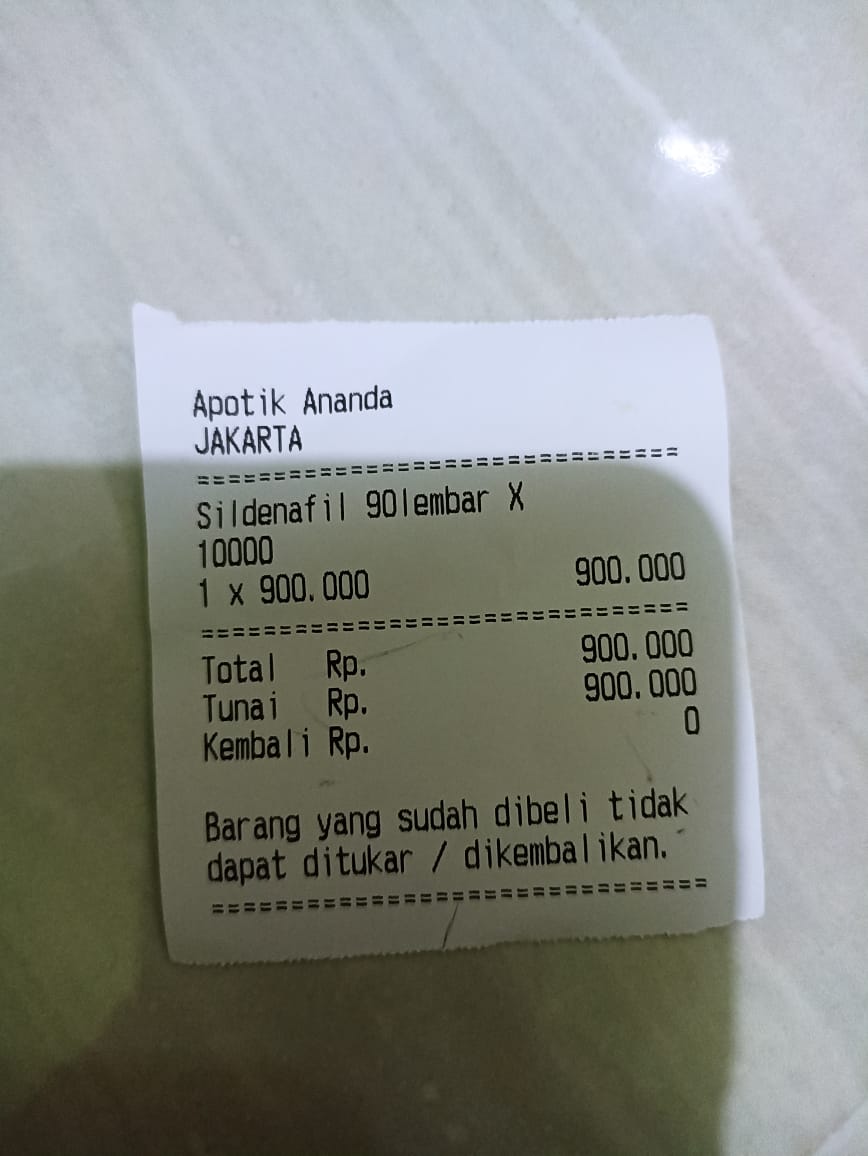 Apotik Ananda
JAKARTA
==============================
Sildenafil 90lembar X
10000
1 x 900.000 900.000
==============================
Total Rp. 900.000
Tunai Rp. 900.000
Kembali Rp. 0
Barang yang sudah dibeli tidak
dapat ditukar / dikembalikan.
==============================